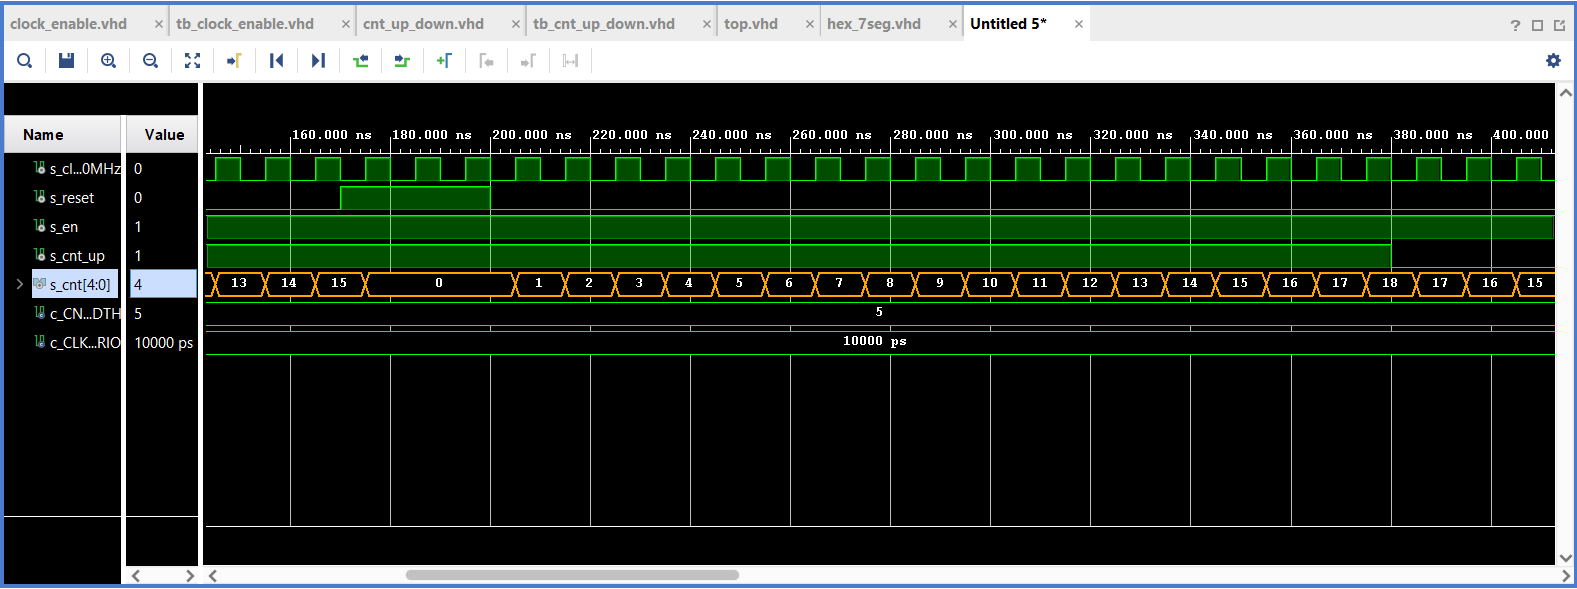 clock_enable.vhd × tb_clock_enable.vhd × cnt_up_down.vhd × tb_cnt_up_down.vhd × top.vhd × hex_7seg.vhd × Untitled 5* × ?
Name Value
160.000 ns 180.000 ns 200.000 ns 220.000 ns 240.000 ns 260.000 ns 280.000 ns 300.000 ns 320.000 ns 340.000 ns 360.000 ns 380.000 ns 400.000
s_cl...0MHz 0
s_reset 0
s_en 1
s_cnt_up 1
s_cnt[4:0] 4 13 14 15 0 1 2 3 4 5 6 7 8 9 10 11 12 13 14 15 16 17 18 17 16 15
c_CN...DTH 5 5
c_CLK...RIO 10000 ps 10000 ps